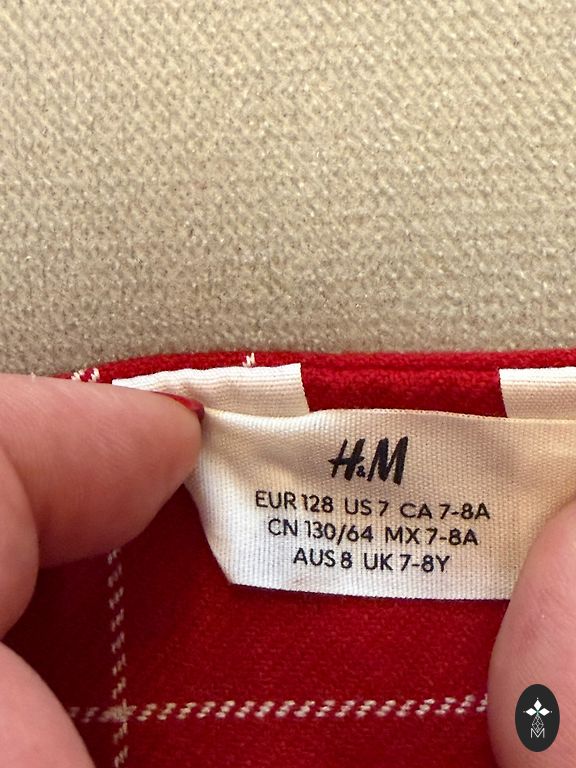 H&M
EUR 128 US 7 CA 7-8A
CN 130/64 MX 7-8A
AUS 8 UK 7-8Y
M